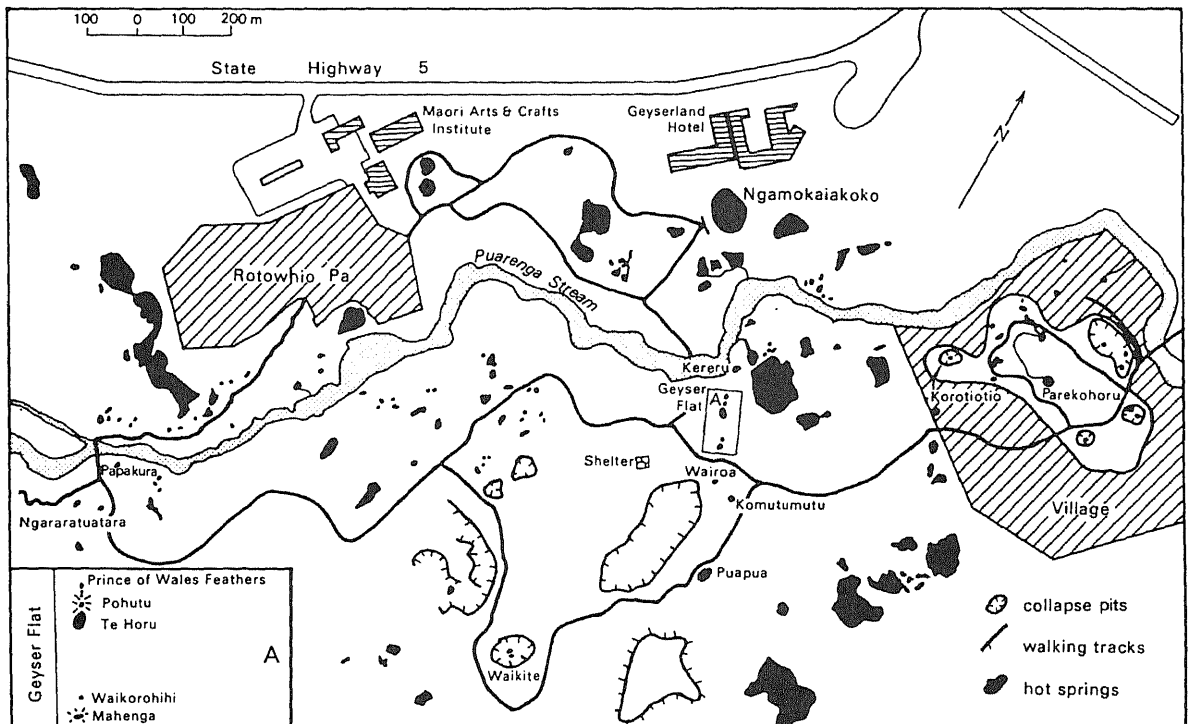 100 0 100 200 m
State Highway 5
Maori Arts & Crafts
Institute
Geyserland
Hotel
N
Ngamokaiakoko
Rotowhio Pa
Puarenga Stream
Kereru
Geyser
Flat
A
Korotiotio
Parekohoru
Shelter
Wairoa
Papakura
Komutumutu
Ngararatuatara
Village
Puapua
Waikite
Geyser Flat
Prince of Wales Feathers
Pohutu
Te Horu
A
Waikorohihi
Mahenga
collapse pits
walking tracks
hot springs